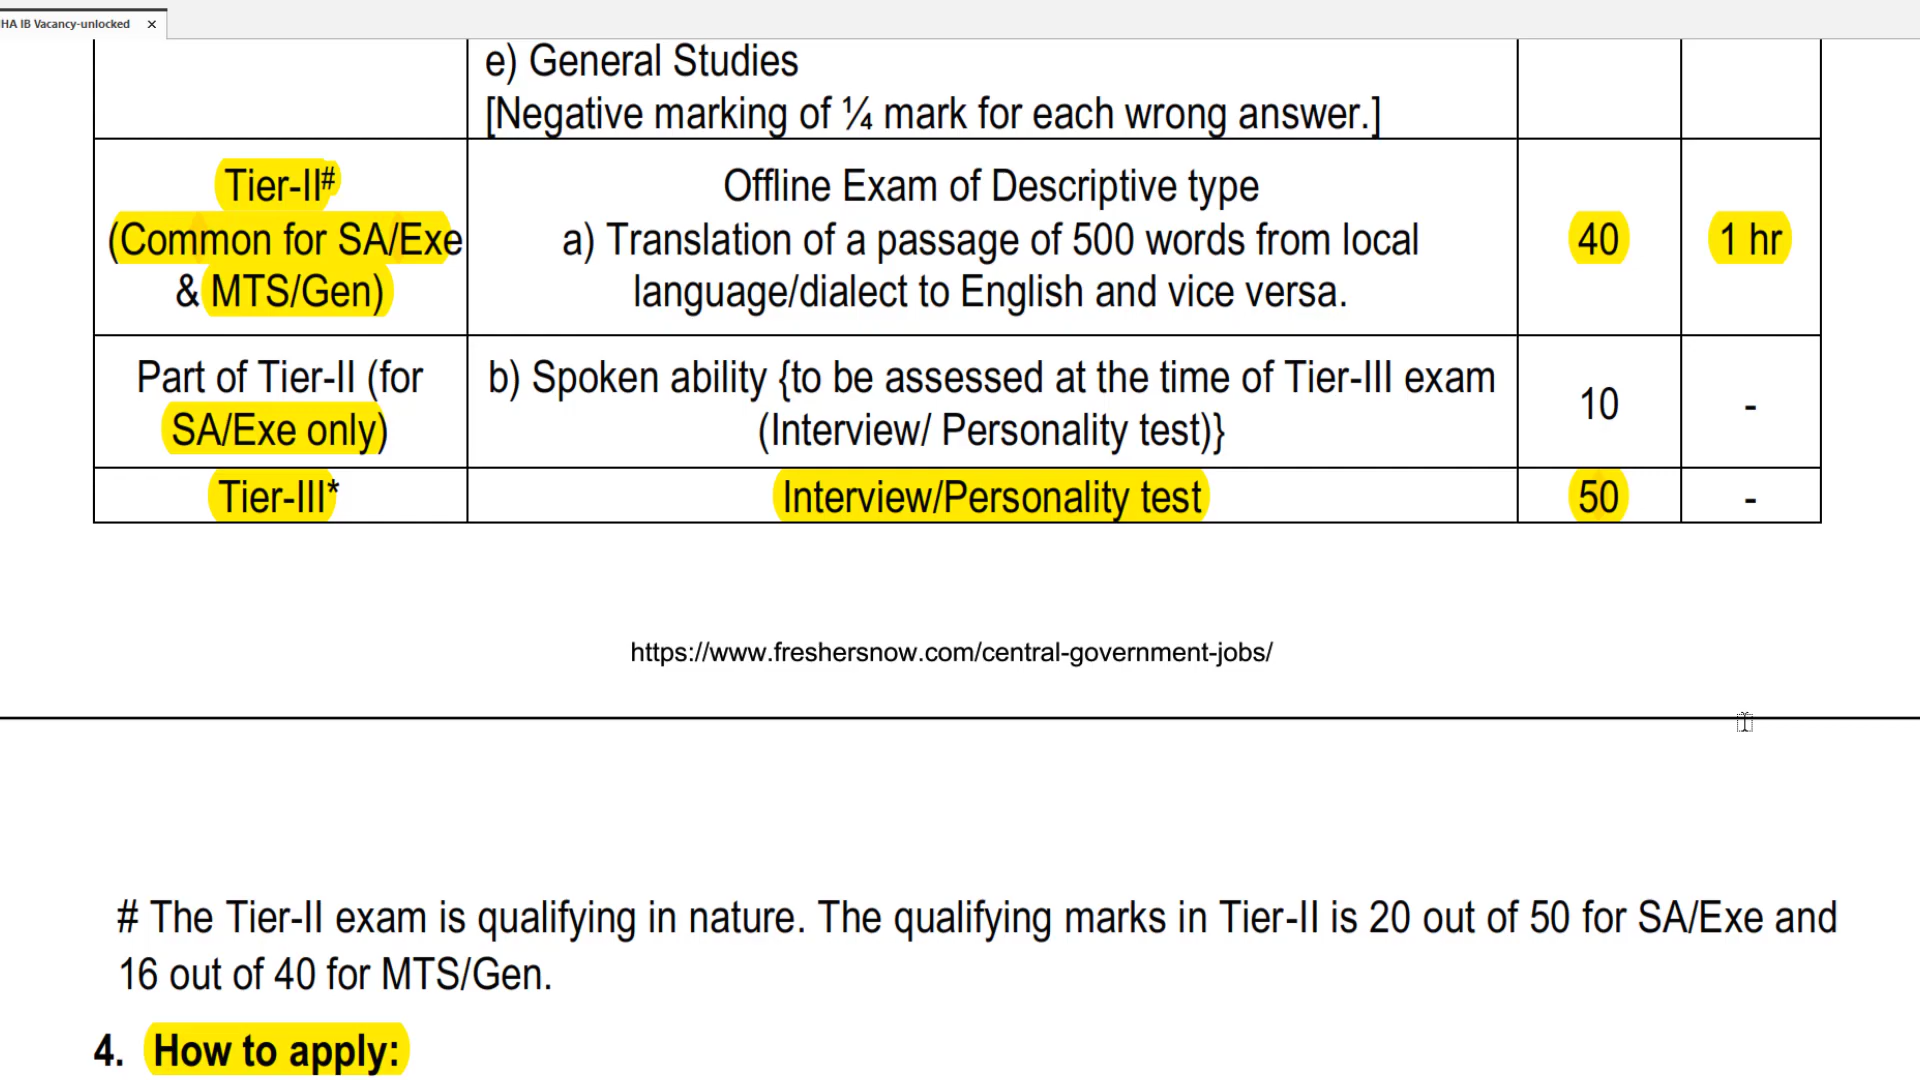 HA IB Vacancy-unlocked ×
e) General Studies
[Negative marking of ¼ mark for each wrong answer.]
Tier-II#
(Common for SA/Exe
& MTS/Gen)
Offline Exam of Descriptive type
a) Translation of a passage of 500 words from local
language/dialect to English and vice versa.
40
1 hr
Part of Tier-II (for
SA/Exe only)
b) Spoken ability {to be assessed at the time of Tier-III exam
(Interview/ Personality test)}
10
-
Tier-III*
Interview/Personality test
50
-
https://www.freshersnow.com/central-government-jobs/
# The Tier-II exam is qualifying in nature. The qualifying marks in Tier-II is 20 out of 50 for SA/Exe and
16 out of 40 for MTS/Gen.
4. How to apply: